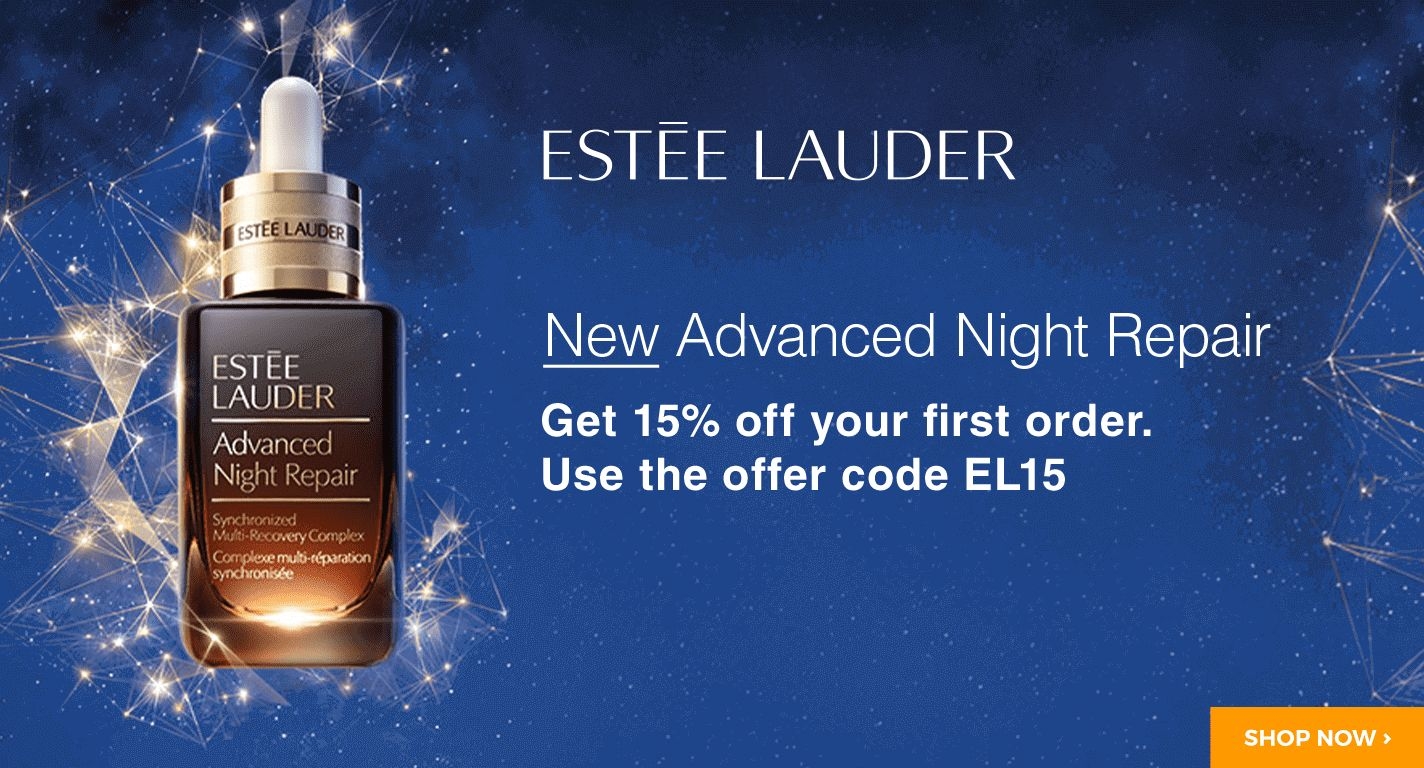 ESTĒE LAUDER
New Advanced Night Repair
Get 15% off your first order.
Use the offer code EL15
ESTĒE LAUDER
ESTĒE
LAUDER
Advanced
Night Repair
Synchronized
Multi-Recovery Complex
Complexe multi-réparation
synchronisée
SHOP NOW ›